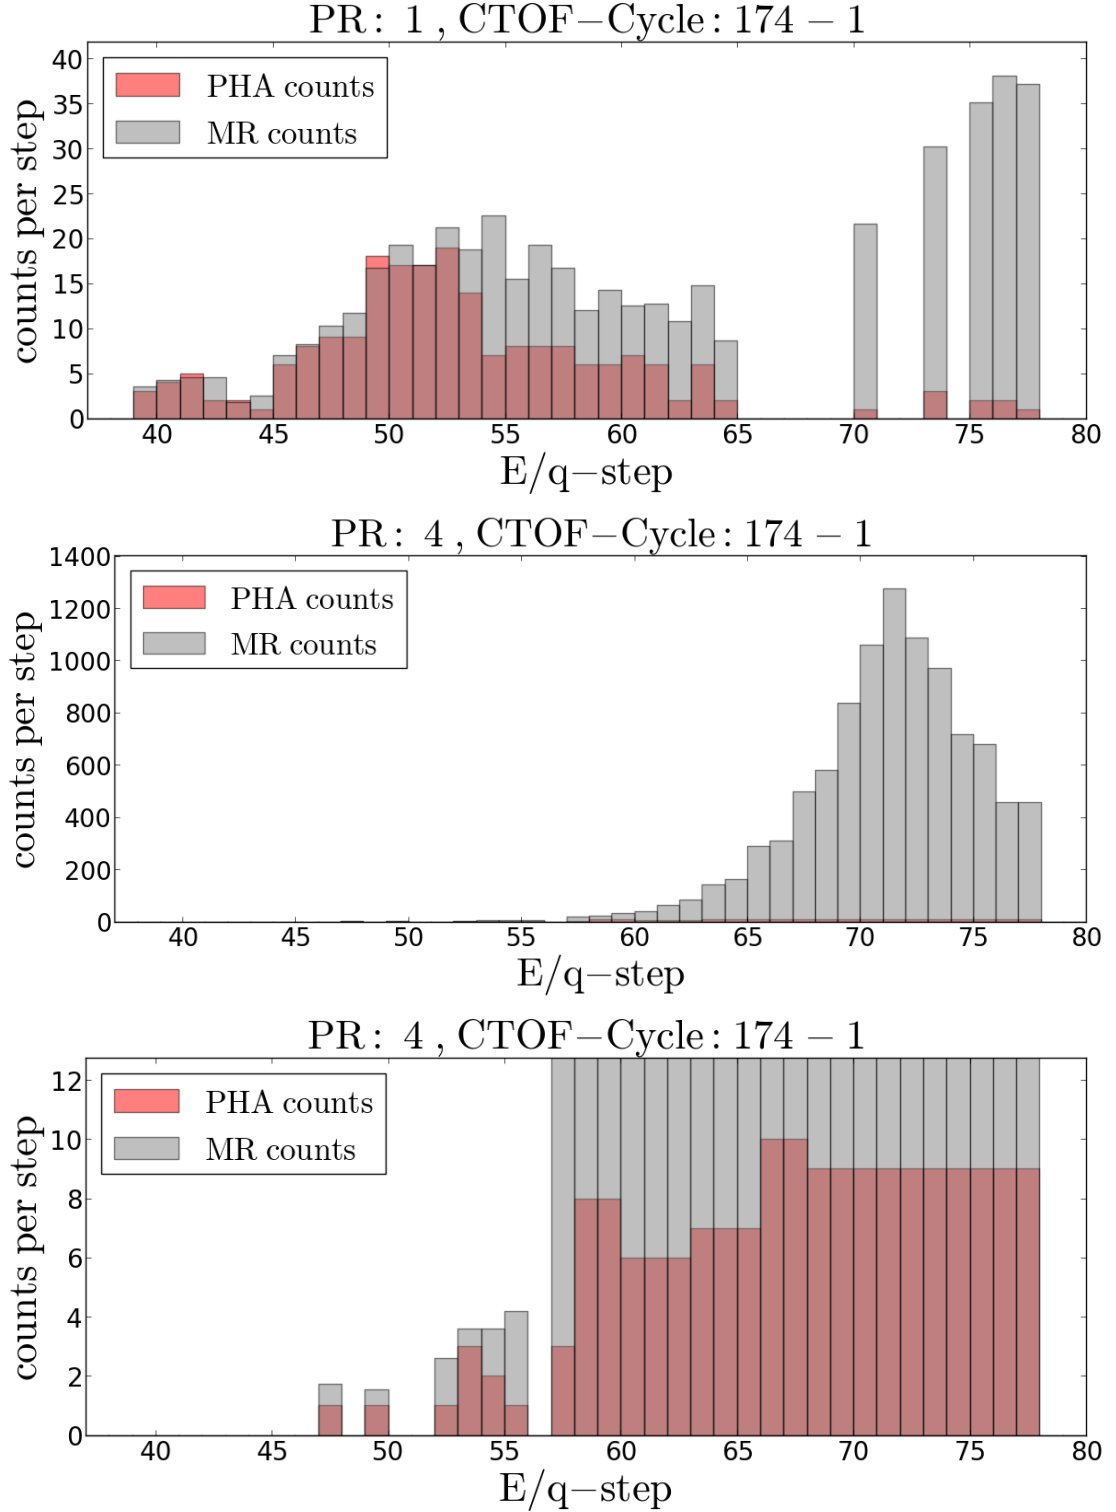 PR: 1 , CTOF−Cycle: 174 − 1
counts per step
40
35
30
25
20
15
10
5
0
PHA counts
MR counts
40 45 50 55 60 65 70 75 80
E/q−step
PR: 4 , CTOF−Cycle: 174 − 1
counts per step
1400
1200
1000
800
600
400
200
0
PHA counts
MR counts
40 45 50 55 60 65 70 75 80
E/q−step
PR: 4 , CTOF−Cycle: 174 − 1
counts per step
12
10
8
6
4
2
0
PHA counts
MR counts
40 45 50 55 60 65 70 75 80
E/q−step